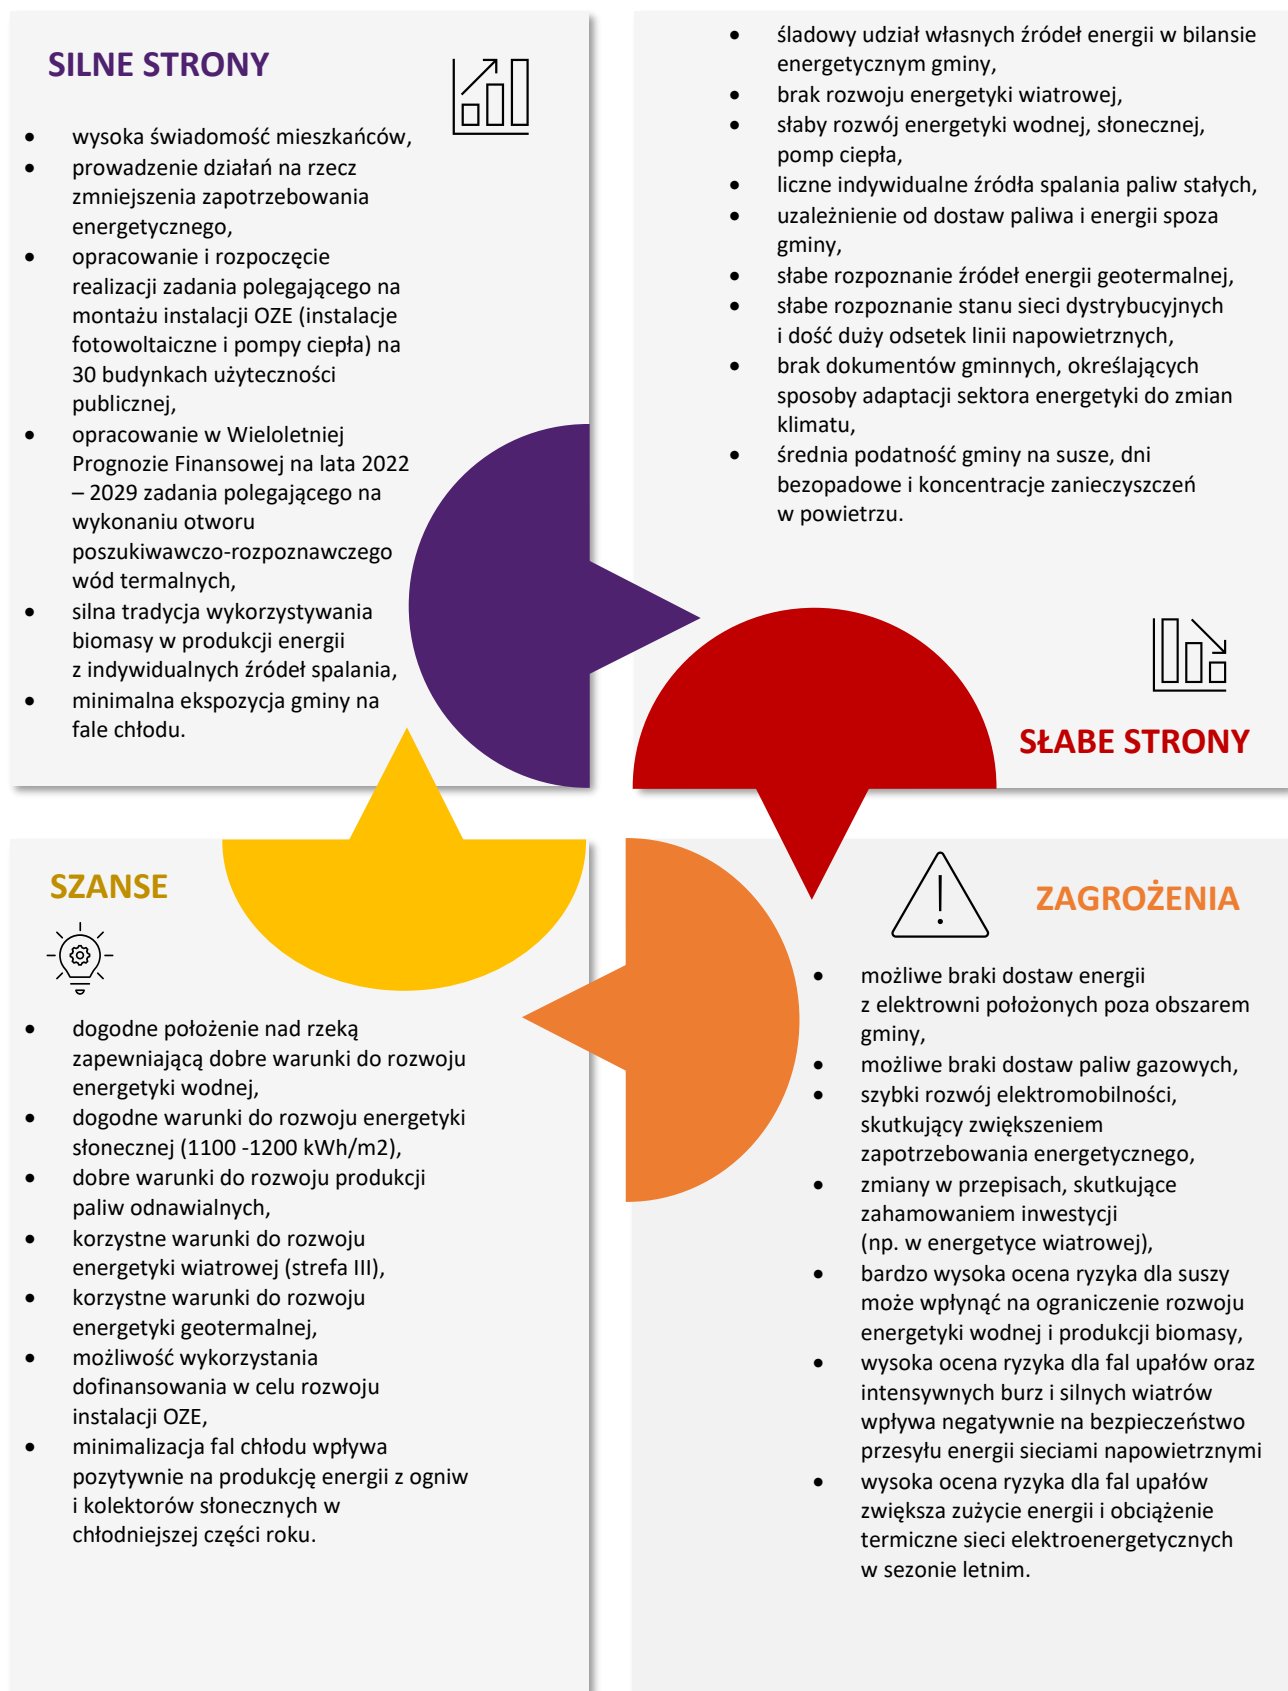 SILNE STRONY
• wysoka świadomość mieszkańców,
• prowadzenie działań na rzecz
zmniejszenia zapotrzebowania
energetycznego,
• opracowanie i rozpoczęcie
realizacji zadania polegającego na
montażu instalacji OZE (instalacje
fotowoltaiczne i pompy ciepła) na
30 budynkach użyteczności
publicznej,
• opracowanie w Wieloletniej
Prognozie Finansowej na lata 2022
– 2029 zadania polegającego na
wykonaniu otworu
poszukiwawczo-rozpoznawczego
wód termalnych,
• silna tradycja wykorzystywania
biomasy w produkcji energii
z indywidualnych źródeł spalania,
• minimalna ekspozycja gminy na
fale chłodu.
• śladowy udział własnych źródeł energii w bilansie
energetycznym gminy,
• brak rozwoju energetyki wiatrowej,
• słaby rozwój energetyki wodnej, słonecznej,
pomp ciepła,
• liczne indywidualne źródła spalania paliw stałych,
• uzależnienie od dostaw paliwa i energii spoza
gminy,
• słabe rozpoznanie źródeł energii geotermalnej,
• słabe rozpoznanie stanu sieci dystrybucyjnych
i dość duży odsetek linii napowietrznych,
• brak dokumentów gminnych, określających
sposoby adaptacji sektora energetyki do zmian
klimatu,
• średnia podatność gminy na susze, dni
bezopadowe i koncentracje zanieczyszczeń
w powietrzu.
SŁABE STRONY
SZANSE
• dogodne położenie nad rzeką
zapewniającą dobre warunki do rozwoju
energetyki wodnej,
• dogodne warunki do rozwoju energetyki
słonecznej (1100 -1200 kWh/m2),
• dobre warunki do rozwoju produkcji
paliw odnawialnych,
• korzystne warunki do rozwoju
energetyki wiatrowej (strefa III),
• korzystne warunki do rozwoju
energetyki geotermalnej,
• możliwość wykorzystania
dofinansowania w celu rozwoju
instalacji OZE,
• minimalizacja fal chłodu wpływa
pozytywnie na produkcję energii z ogniw
i kolektorów słonecznych w
chłodniejszej części roku.
ZAGROŻENIA
• możliwe braki dostaw energii
z elektrowni położonych poza obszarem
gminy,
• możliwe braki dostaw paliw gazowych,
• szybki rozwój elektromobilności,
skutkujący zwiększeniem
zapotrzebowania energetycznego,
• zmiany w przepisach, skutkujące
zahamowaniem inwestycji
(np. w energetyce wiatrowej),
• bardzo wysoka ocena ryzyka dla suszy
może wpłynąć na ograniczenie rozwoju
energetyki wodnej i produkcji biomasy,
• wysoka ocena ryzyka dla fal upałów oraz
intensywnych burz i silnych wiatrów
wpływa negatywnie na bezpieczeństwo
przesyłu energii sieciami napowietrznymi
• wysoka ocena ryzyka dla fal upałów
zwiększa zużycie energii i obciążenie
termiczne sieci elektroenergetycznych
w sezonie letnim.